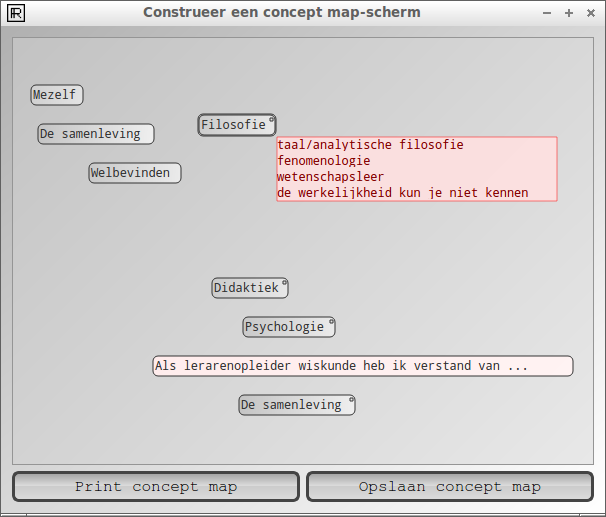 Construeer een concept map-scherm
Mezelf
De samenleving
Filosofie
taal/analytische filosofie
fenomenologie
wetenschapsleer
de werkelijkheid kun je niet kennen
Welbevinden
Didaktiek
Psychologie
Als lerarenopleider wiskunde heb ik verstand van ...
De samenleving
Print concept map
Opslaan concept map